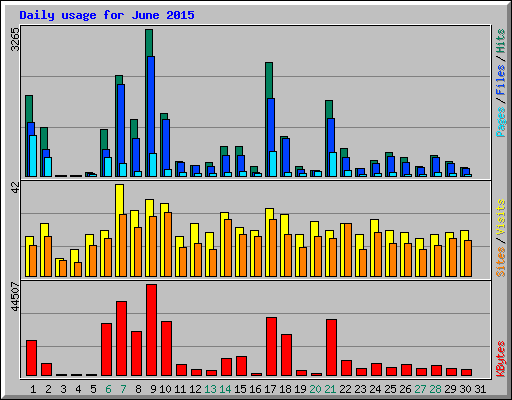 Daily usage for June 2015
3265
Pages / Files / Hits
42
Sites / Visits
44507
KBytes
1 2 3 4 5 6 7 8 9 10 11 12 13 14 15 16 17 18 19 20 21 22 23 24 25 26 27 28 29 30 31